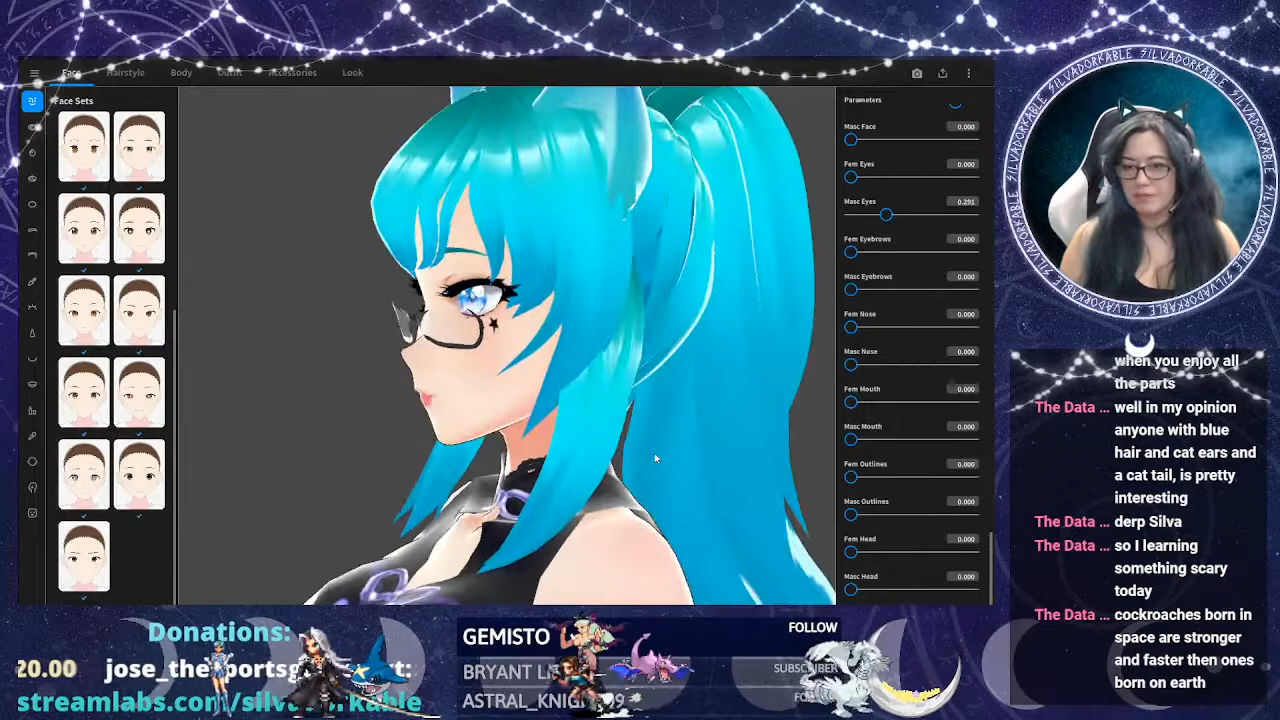 Face Hairstyle Body Outfit Accessories Look
Face Sets
Parameters
Masc Face 0.000
Fem Eyes 0.000
Masc Eyes 0.291
Fem Eyebrows 0.000
Masc Eyebrows 0.000
Fem Nose 0.000
Masc Nose 0.000
Fem Mouth 0.000
Masc Mouth 0.000
Fem Outlines 0.000
Masc Outlines 0.000
Fem Head 0.000
Masc Head 0.000
SILVADORKABLE SILVADORKABLE SILVADORKABLE SILVADORKABLE
when you enjoy all
the parts
The Data ... well in my opinion
anyone with blue
hair and cat ears and
a cat tail, is pretty
interesting
The Data ... derp Silva
The Data ... so I learning
something scary
today
The Data ... cockroaches born in
space are stronger
and faster then ones
born on earth
Donations:
20.00
streamlabs.com/silvadorkable
GEMISTO FOLLOW
BRYANT SUBSCRIBER